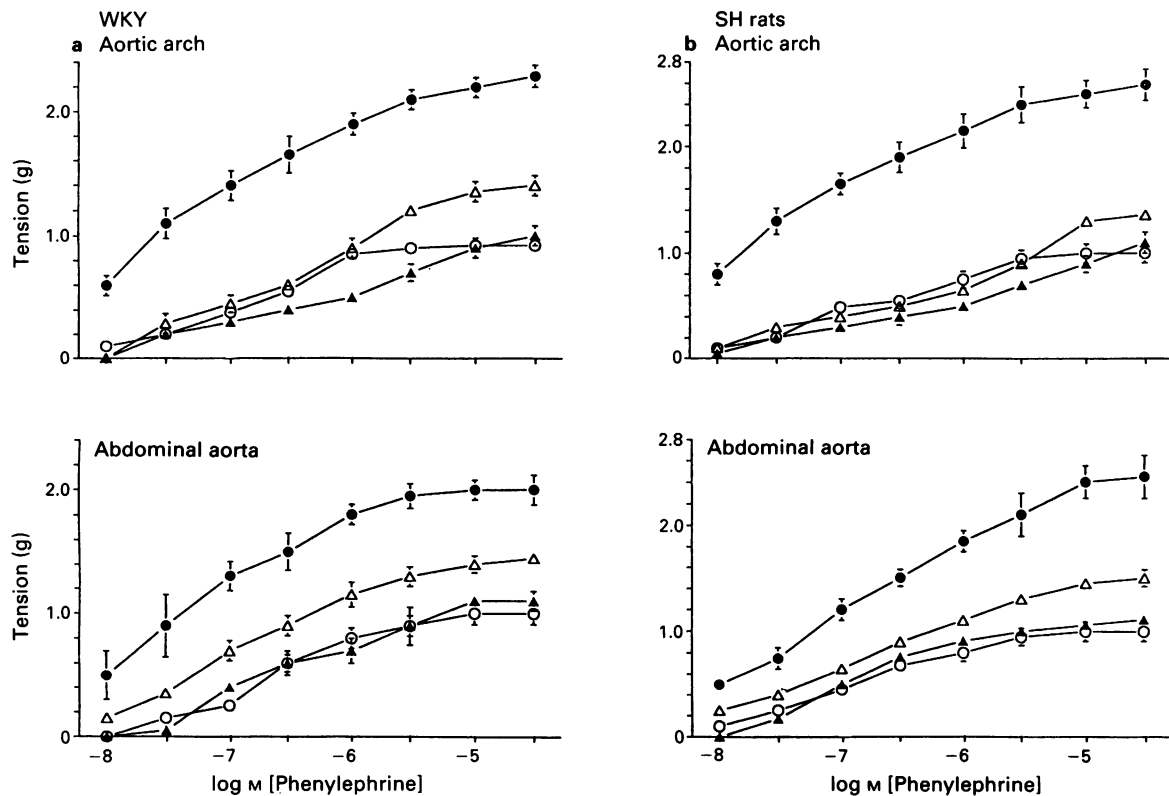 WKY
a Aortic arch
2.0
1.0
0
Tension (g)
SH rats
b Aortic arch
2.8
2.0
1.0
0
Abdominal aorta
2.0
1.0
0
Tension (g)
-8 -7 -6 -5
log M [Phenylephrine]
Abdominal aorta
2.8
2.0
1.0
0
-8 -7 -6 -5
log M [Phenylephrine]